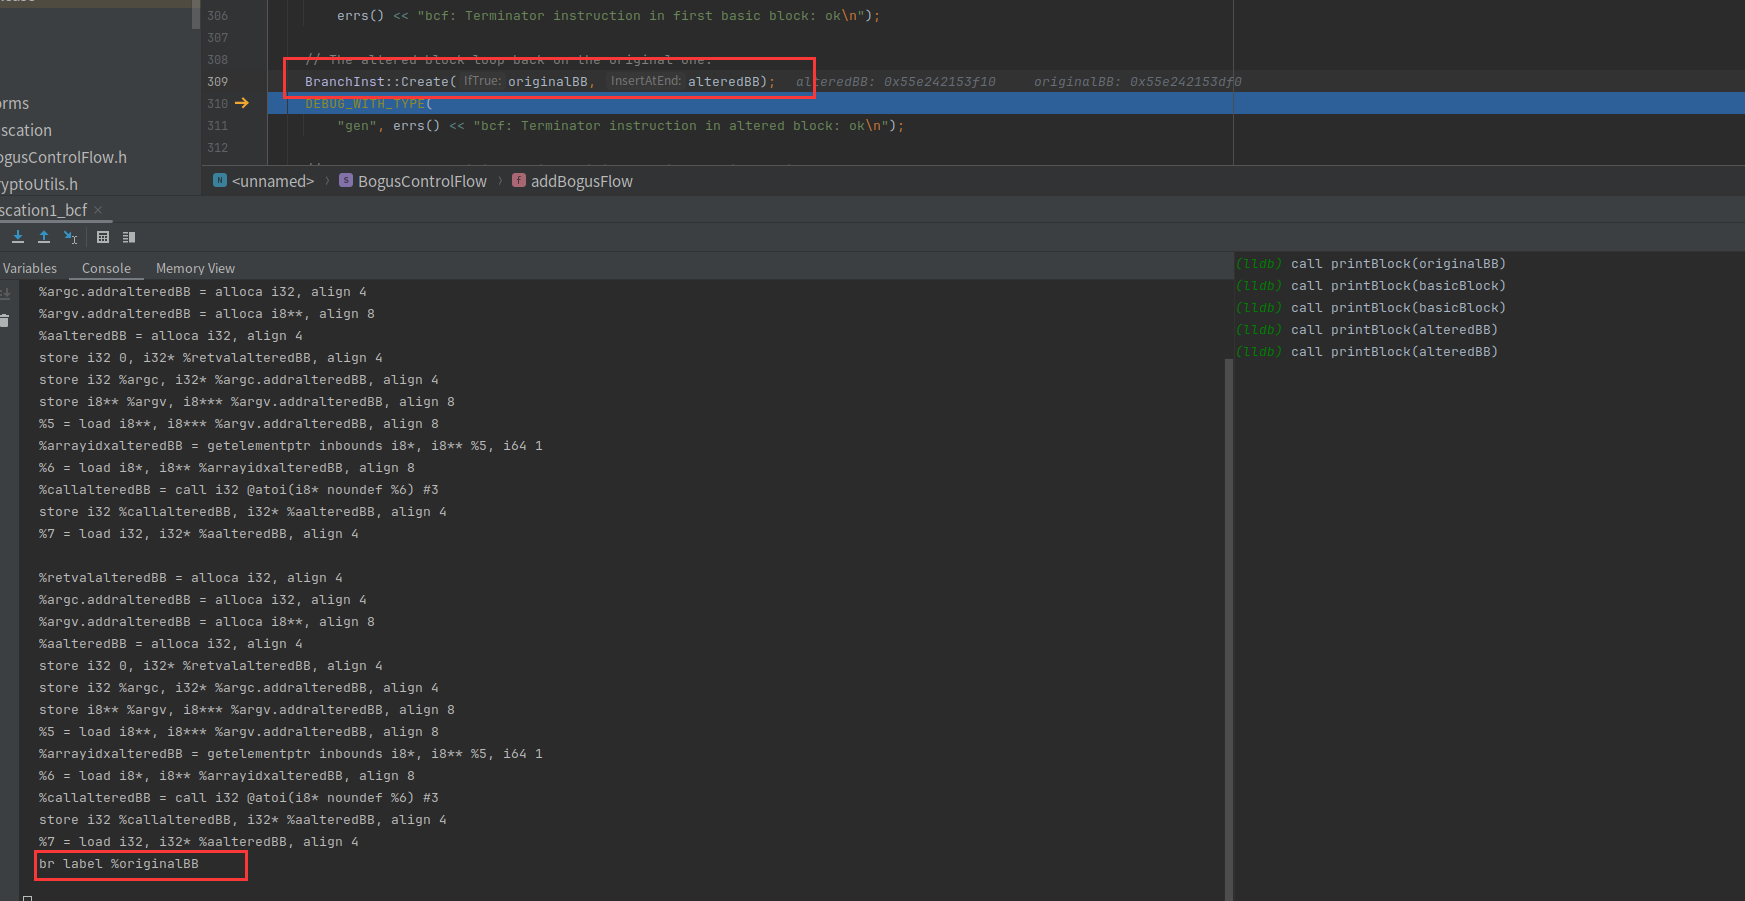 306 errs() << "bcf: Terminator instruction in first basic block: ok\n");
307
308 // The altered block loop back on the original one.
309 BranchInst::Create( IfTrue: originalBB, InsertAtEnd: alteredBB); alteredBB: 0x55e242153f10 originalBB: 0x55e242153df0
310 DEBUG_WITH_TYPE(
311 "gen", errs() << "bcf: Terminator instruction in altered block: ok\n");
312
orms
scation
ogusControlFlow.h
ryptoUtils.h
<unnamed> › BogusControlFlow › addBogusFlow
scation1_bcf ×
Variables Console Memory View
%argc.addralteredBB = alloca i32, align 4
%argv.addralteredBB = alloca i8**, align 8
%aalteredBB = alloca i32, align 4
store i32 0, i32* %retvalalteredBB, align 4
store i32 %argc, i32* %argc.addralteredBB, align 4
store i8** %argv, i8*** %argv.addralteredBB, align 8
%5 = load i8**, i8*** %argv.addralteredBB, align 8
%arrayidxalteredBB = getelementptr inbounds i8*, i8** %5, i64 1
%6 = load i8*, i8** %arrayidxalteredBB, align 8
%callalteredBB = call i32 @atoi(i8* noundef %6) #3
store i32 %callalteredBB, i32* %aalteredBB, align 4
%7 = load i32, i32* %aalteredBB, align 4
%retvalalteredBB = alloca i32, align 4
%argc.addralteredBB = alloca i32, align 4
%argv.addralteredBB = alloca i8**, align 8
%aalteredBB = alloca i32, align 4
store i32 0, i32* %retvalalteredBB, align 4
store i32 %argc, i32* %argc.addralteredBB, align 4
store i8** %argv, i8*** %argv.addralteredBB, align 8
%5 = load i8**, i8*** %argv.addralteredBB, align 8
%arrayidxalteredBB = getelementptr inbounds i8*, i8** %5, i64 1
%6 = load i8*, i8** %arrayidxalteredBB, align 8
%callalteredBB = call i32 @atoi(i8* noundef %6) #3
store i32 %callalteredBB, i32* %aalteredBB, align 4
%7 = load i32, i32* %aalteredBB, align 4
br label %originalBB
(lldb) call printBlock(originalBB)
(lldb) call printBlock(basicBlock)
(lldb) call printBlock(basicBlock)
(lldb) call printBlock(alteredBB)
(lldb) call printBlock(alteredBB)